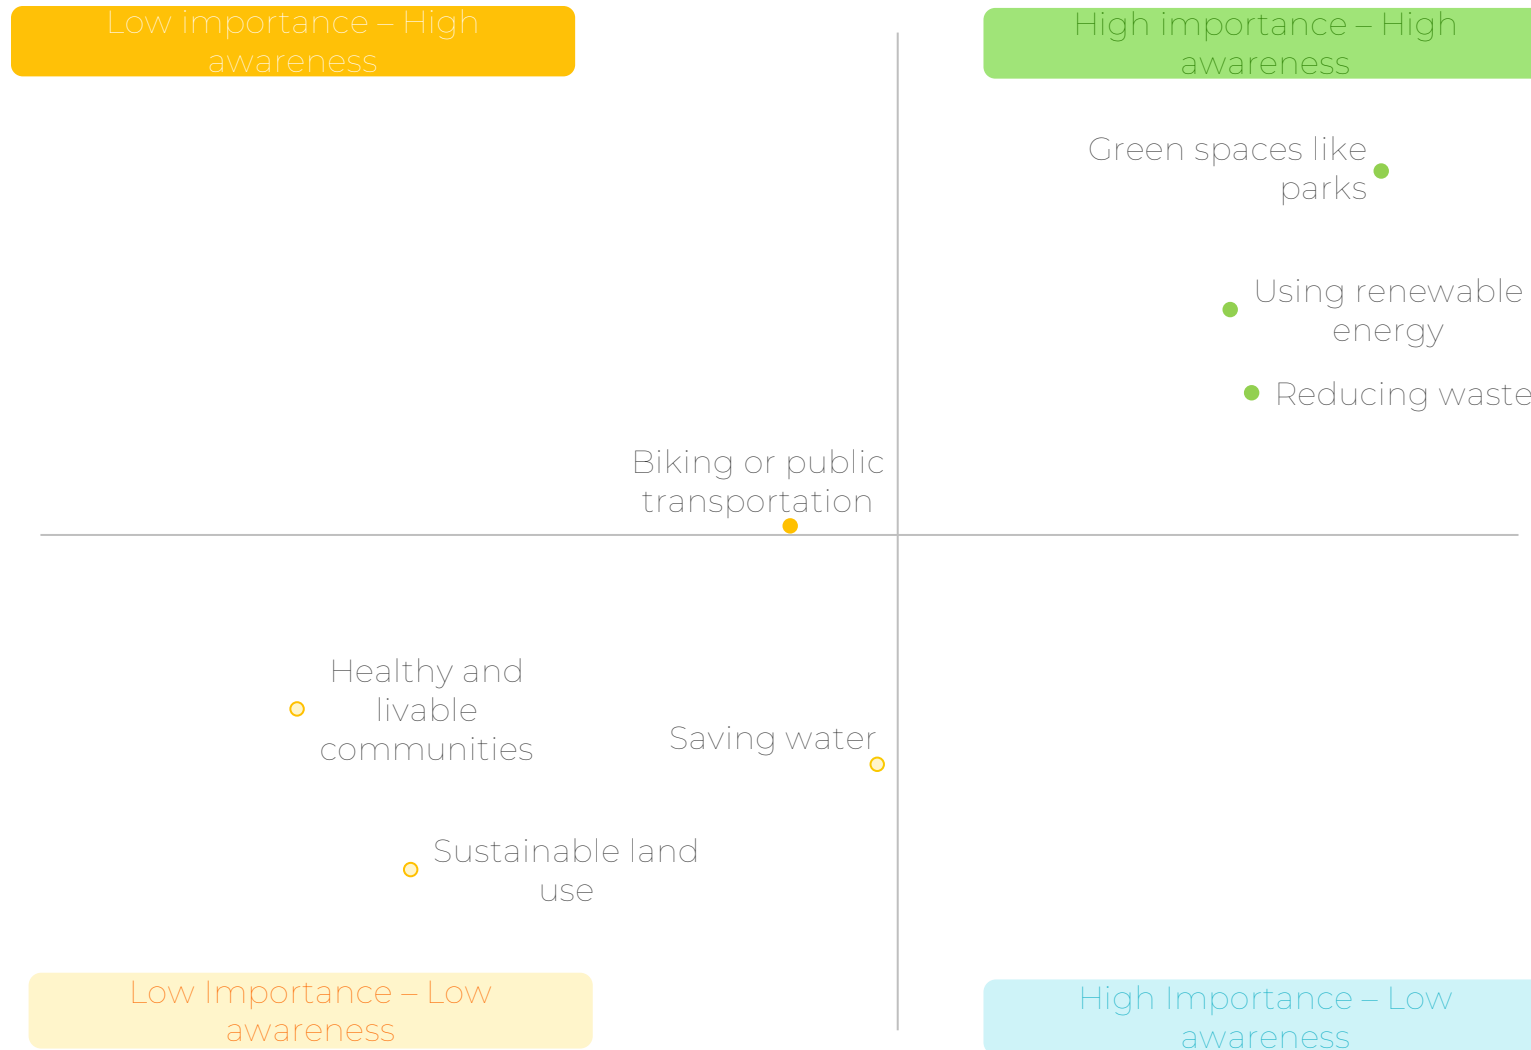 Low importance – High
awareness
High importance – High
awareness
Green spaces like
parks
Using renewable
energy
Reducing waste
Biking or public
transportation
Healthy and
livable
communities
Saving water
Sustainable land
use
Low Importance – Low
awareness
High Importance – Low
awareness